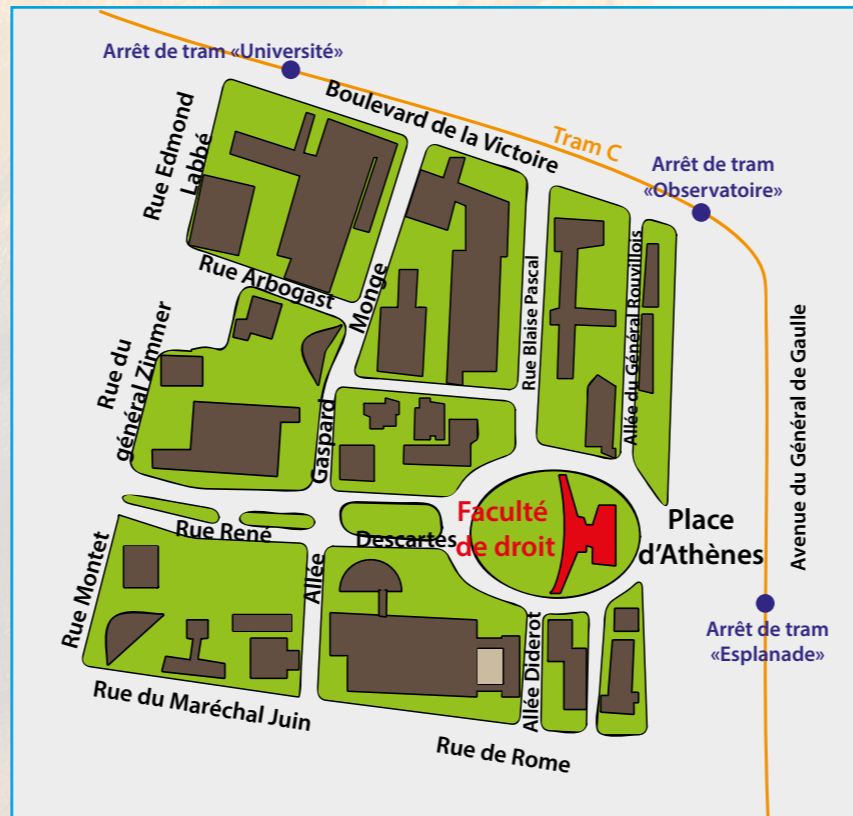 Arrêt de tram «Université»
Boulevard de la Victoire
Tram C
Arrêt de tram
«Observatoire»
Rue Edmond
Labbé
Rue Arbogast
Rue Blaise Pascal
Allée du Général Rouvillois
Avenue du Général de Gaulle
Rue du
général Zimmer
Allée
Gaspard
Monge
Rue René
Descartes
Faculté
de droit
Place
d'Athènes
Rue Montet
Allée Diderot
Arrêt de tram
«Esplanade»
Rue du Maréchal Juin
Rue de Rome